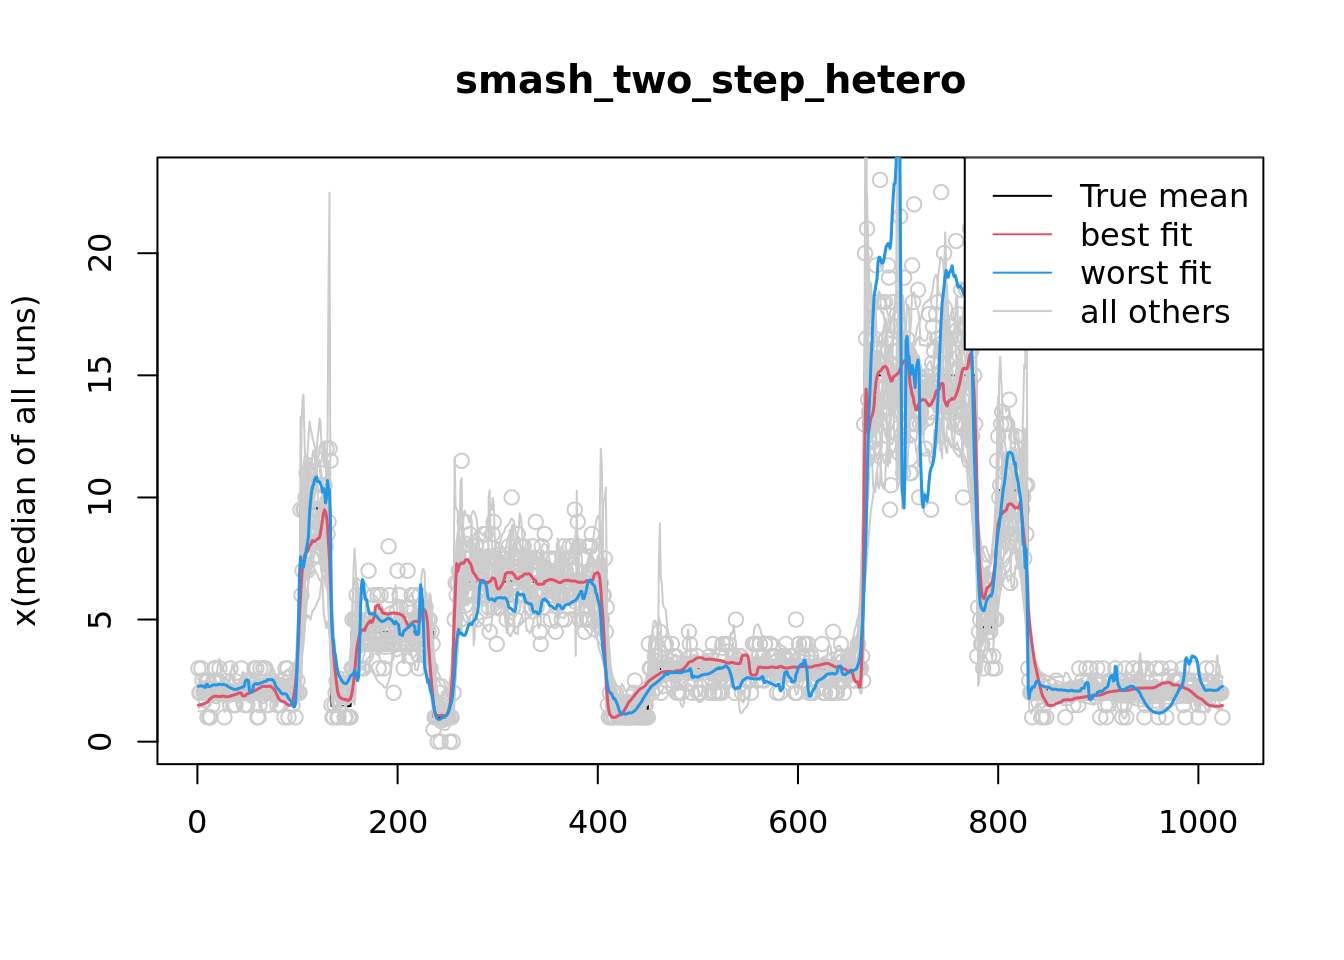 smash_two_step_hetero
x(median of all runs)
20
15
10
5
0
True mean
best fit
worst fit
all others
0 200 400 600 800 1000